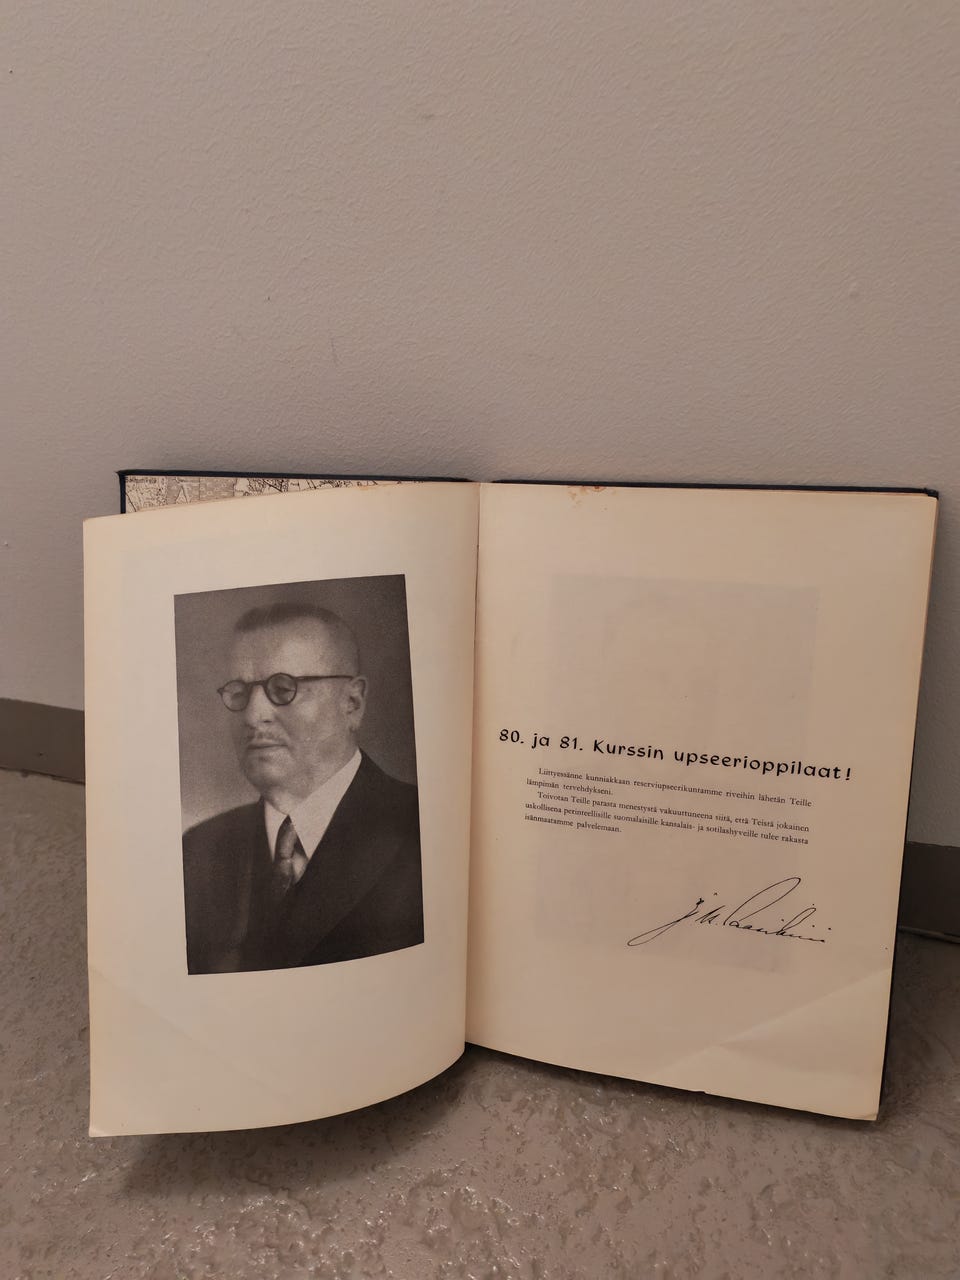 80. ja 81. Kurssin upseerioppilaat!
Liittyessänne kunniakkaan reserviupseerikuntamme riveihin lähetän Teille
lämpimän tervehdykseni.
Toivotan Teille parasta menestystä vakuuttuneena siitä, että Teistä jokainen
uskollisena perinteellisille suomalaisille kansalais- ja sotilashyveille tulee rakasta
isänmaatamme palvelemaan.
J. K. Paasikivi